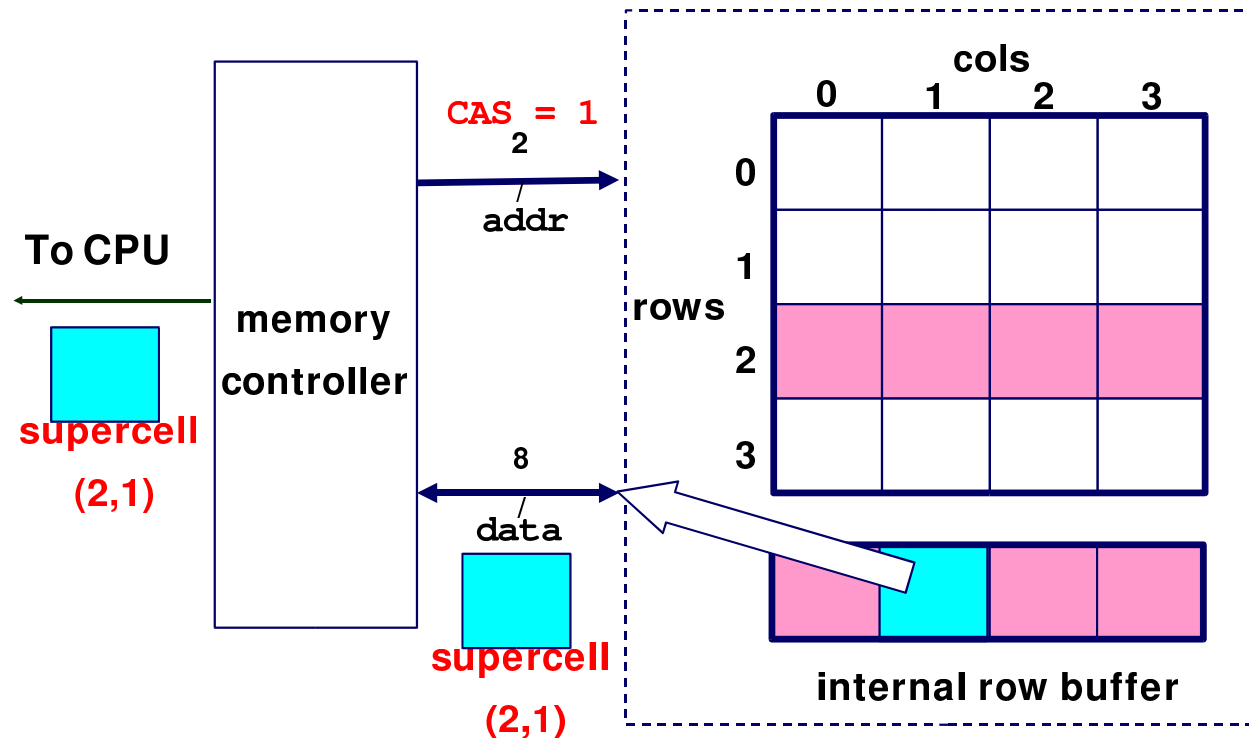 cols
0 1 2 3
CAS = 1
2
addr
0
1
2
3
rows
To CPU
memory
controller
supercell
(2,1)
8
data
supercell
(2,1)
internal row buffer